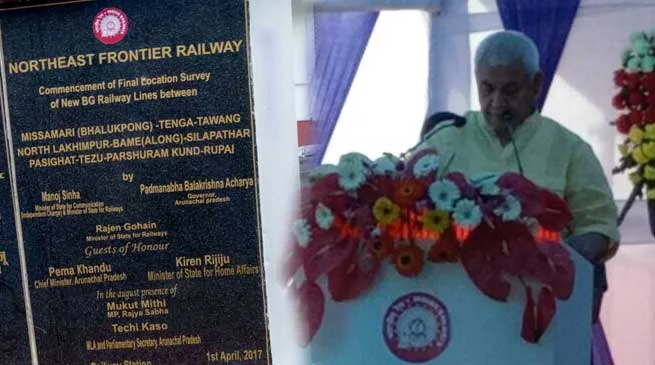 NORTHEAST FRONTIER RAILWAY
Commencement of Final Location Survey
of New BG Railway Lines between
MISSAMARI (BHALUKPONG) -TENGA-TAWANG
NORTH LAKHIMPUR-BAME(ALONG)-SILAPATHAR
PASIGHAT-TEZU-PARSHURAM KUND-RUPAI
by
Manoj Sinha
Minister of State for Communication
(Independent Charge) & Minister of State for Railways
Padmanabha Balakrishna Acharya
Governor,
Arunachal pradesh
Rajen Gohain
Minister of State for Railways
Guests of Honour
Pema Khandu
Chief Minister, Arunachal Pradesh
Kiren Rijiju
Minister of State for Home Affairs
In the august presence of
Mukut Mithi
MP, Rajya Sabha
Techi Kaso
MLA and Parliamentary Secretary, Arunachal Pradesh
Railway Station
1st April, 2017